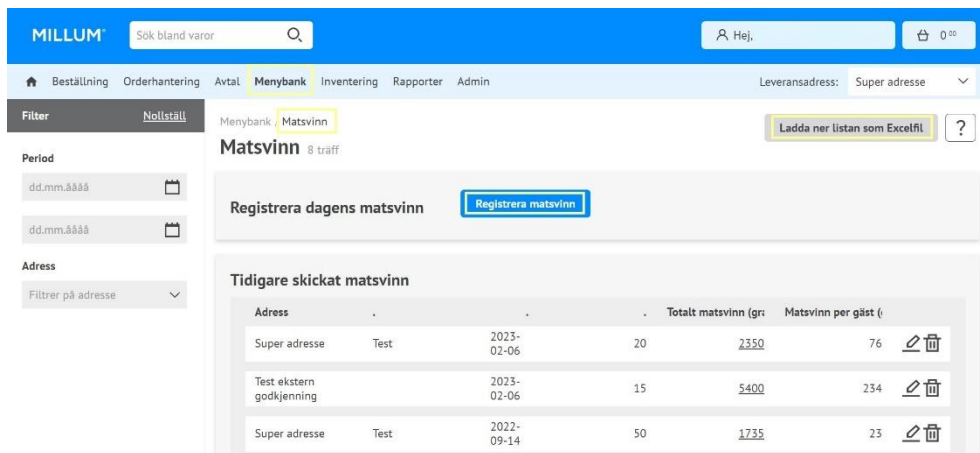 MILLUM®
Sök bland varor
Hej,
0 00
Beställning Orderhantering Avtal Menybank Inventering Rapporter Admin
Leveransadress: Super adresse
Filter Nollställ
Menybank / Matsvinn
Ladda ner listan som Excelfil ?
Matsvinn 8 träff
Period
dd.mm.åååå
dd.mm.åååå
Registrera dagens matsvinn Registrera matsvinn
Adress
Filtrer på adresse
Tidigare skickat matsvinn
Adress . . . Totalt matsvinn (gra Matsvinn per gäst (
Super adresse Test 2023-02-06 20 2350 76
Test ekstern godkjenning 2023-02-06 15 5400 234
Super adresse Test 2022-09-14 50 1735 23